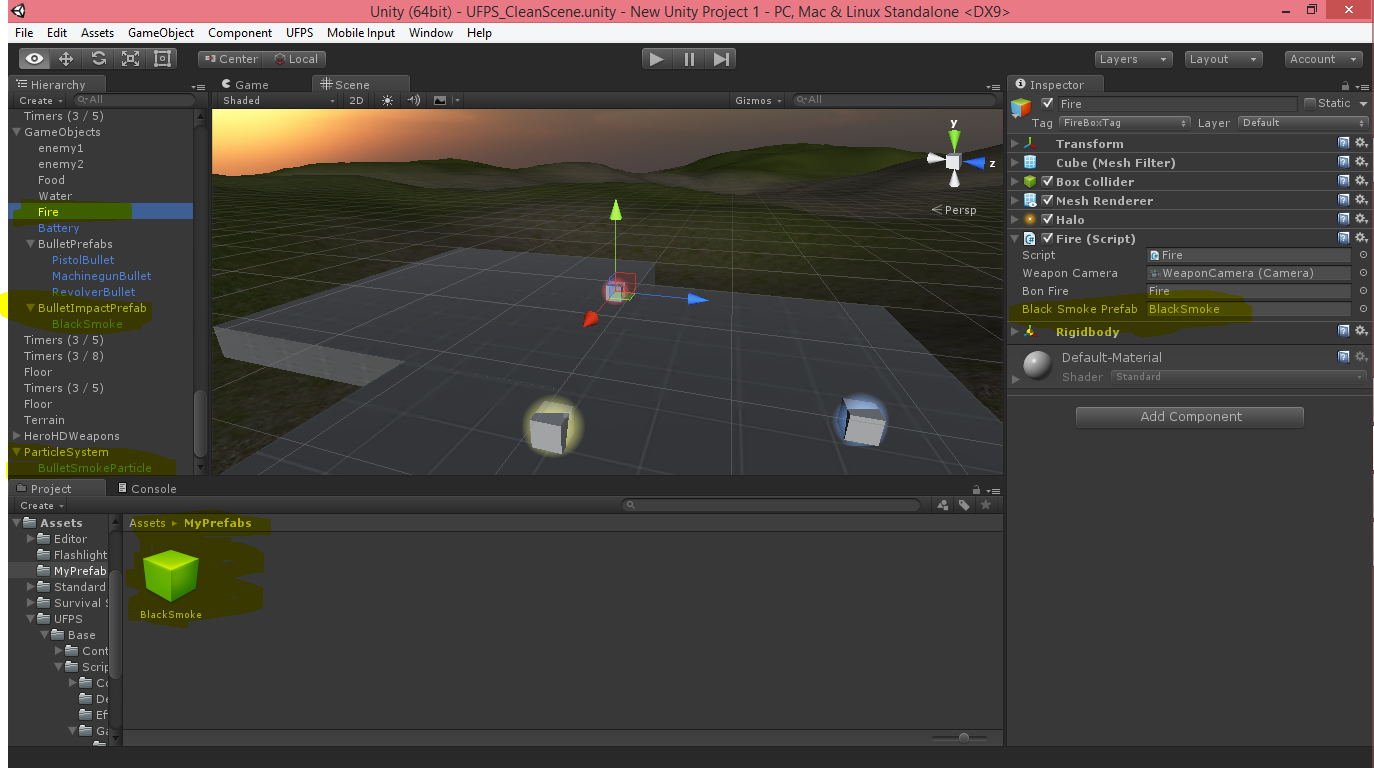 Unity (64bit) - UFPS_CleanScene.unity - New Unity Project 1 - PC, Mac & Linux Standalone <DX9>
File Edit Assets GameObject Component UFPS Mobile Input Window Help
Center Local Layers Layout Account
Hierarchy
Create All
Timers (3 / 5)
GameObjects
enemy1
enemy2
Food
Water
Fire
Battery
BulletPrefabs
PistolBullet
MachinegunBullet
RevolverBullet
BulletImpactPrefab
BlackSmoke
Timers (3 / 5)
Timers (3 / 8)
Floor
Timers (3 / 5)
Floor
Terrain
HeroHDWeapons
ParticleSystem
BulletSmokeParticle
Game Scene
Shaded 2D Gizmos All
y
z
Persp
Inspector
Fire Static
Tag FireBoxTag Layer Default
Transform
Cube (Mesh Filter)
Box Collider
Mesh Renderer
Halo
Fire (Script)
Script Fire
Weapon Camera WeaponCamera (Camera)
Bon Fire Fire
Black Smoke Prefab BlackSmoke
Rigidbody
Default-Material
Shader Standard
Add Component
Project Console
Create
Assets
Editor
Flashlight
MyPrefab
Standard
Survival S
UFPS
Base
Cont
Scrip
Co
De
Ef
Ga
Assets MyPrefabs
BlackSmoke